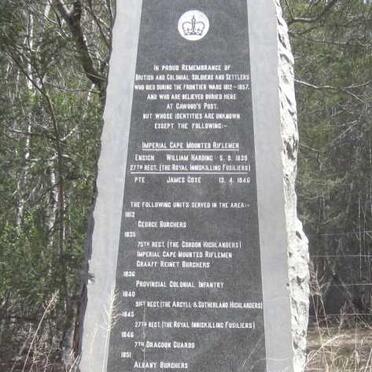 IN PROUD REMEMBRANCE OF
BRITISH AND COLONIAL SOLDIERS AND SETTLERS
WHO DIED DURING THE FRONTIER WARS 1812-1857.
AND WHO ARE BELIEVED BURIED HERE
AT CAWOOD'S POST.
BUT WHOSE IDENTITIES ARE UNKNOWN
EXCEPT THE FOLLOWING:-
IMPERIAL CAPE MOUNTED RIFLEMEN
ENSIGN WILLIAM HARDING 5. 9. 1839
27TH REGT. (THE ROYAL INNISKILLING FUSILIERS)
PTE JAMES COYE 13. 4. 1846
THE FOLLOWING UNITS SERVED IN THE AREA:-
1812
GEORGE BURGHERS
1835
75TH REGT. (THE GORDON HIGHLANDERS)
IMPERIAL CAPE MOUNTED RIFLEMEN
GRAAFF REINET BURGHERS
1836
PROVINCIAL COLONIAL INFANTRY
1840
91ST REGT. (THE ARGYLL & SUTHERLAND HIGHLANDERS)
1845
27TH REGT. (THE ROYAL INNISKILLING FUSILIERS)
1846
7TH DRAGOON GUARDS
1851
ALBANY BURGHERS